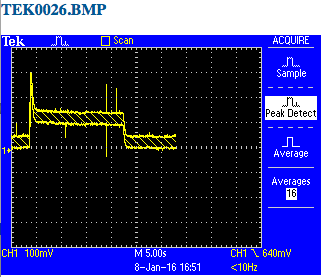 TEK0026.BMP
Tek
Scan
ACQUIRE
Sample
Peak Detect
Average
Averages
16
1
CH1 100mV
M 5.00s
CH1 \ 640mV
8-Jan-16 16:51
<10Hz